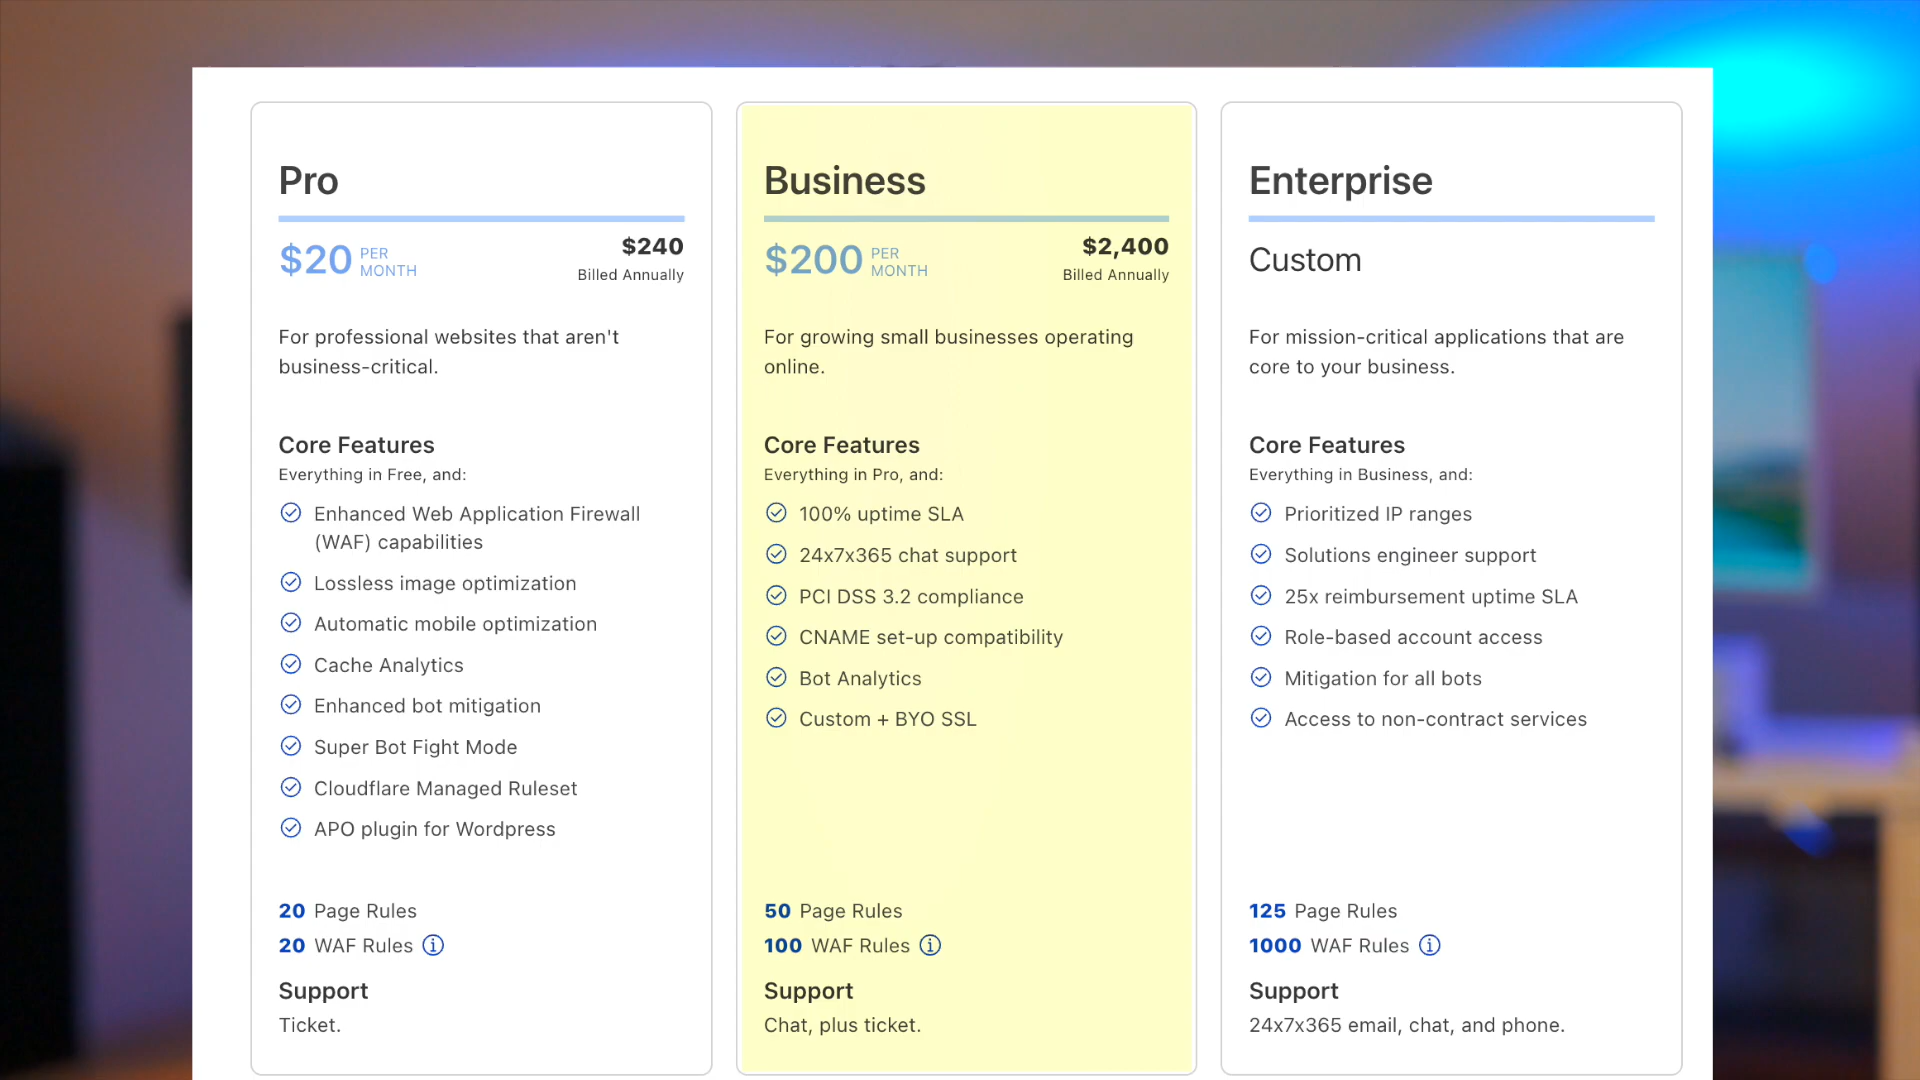 Pro
$20 PER MONTH
$240
Billed Annually
For professional websites that aren't
business-critical.
Core Features
Everything in Free, and:
Enhanced Web Application Firewall
(WAF) capabilities
Lossless image optimization
Automatic mobile optimization
Cache Analytics
Enhanced bot mitigation
Super Bot Fight Mode
Cloudflare Managed Ruleset
APO plugin for Wordpress
20 Page Rules
20 WAF Rules
Support
Ticket.
Business
$200 PER MONTH
$2,400
Billed Annually
For growing small businesses operating
online.
Core Features
Everything in Pro, and:
100% uptime SLA
24x7x365 chat support
PCI DSS 3.2 compliance
CNAME set-up compatibility
Bot Analytics
Custom + BYO SSL
50 Page Rules
100 WAF Rules
Support
Chat, plus ticket.
Enterprise
Custom
For mission-critical applications that are
core to your business.
Core Features
Everything in Business, and:
Prioritized IP ranges
Solutions engineer support
25x reimbursement uptime SLA
Role-based account access
Mitigation for all bots
Access to non-contract services
125 Page Rules
1000 WAF Rules
Support
24x7x365 email, chat, and phone.